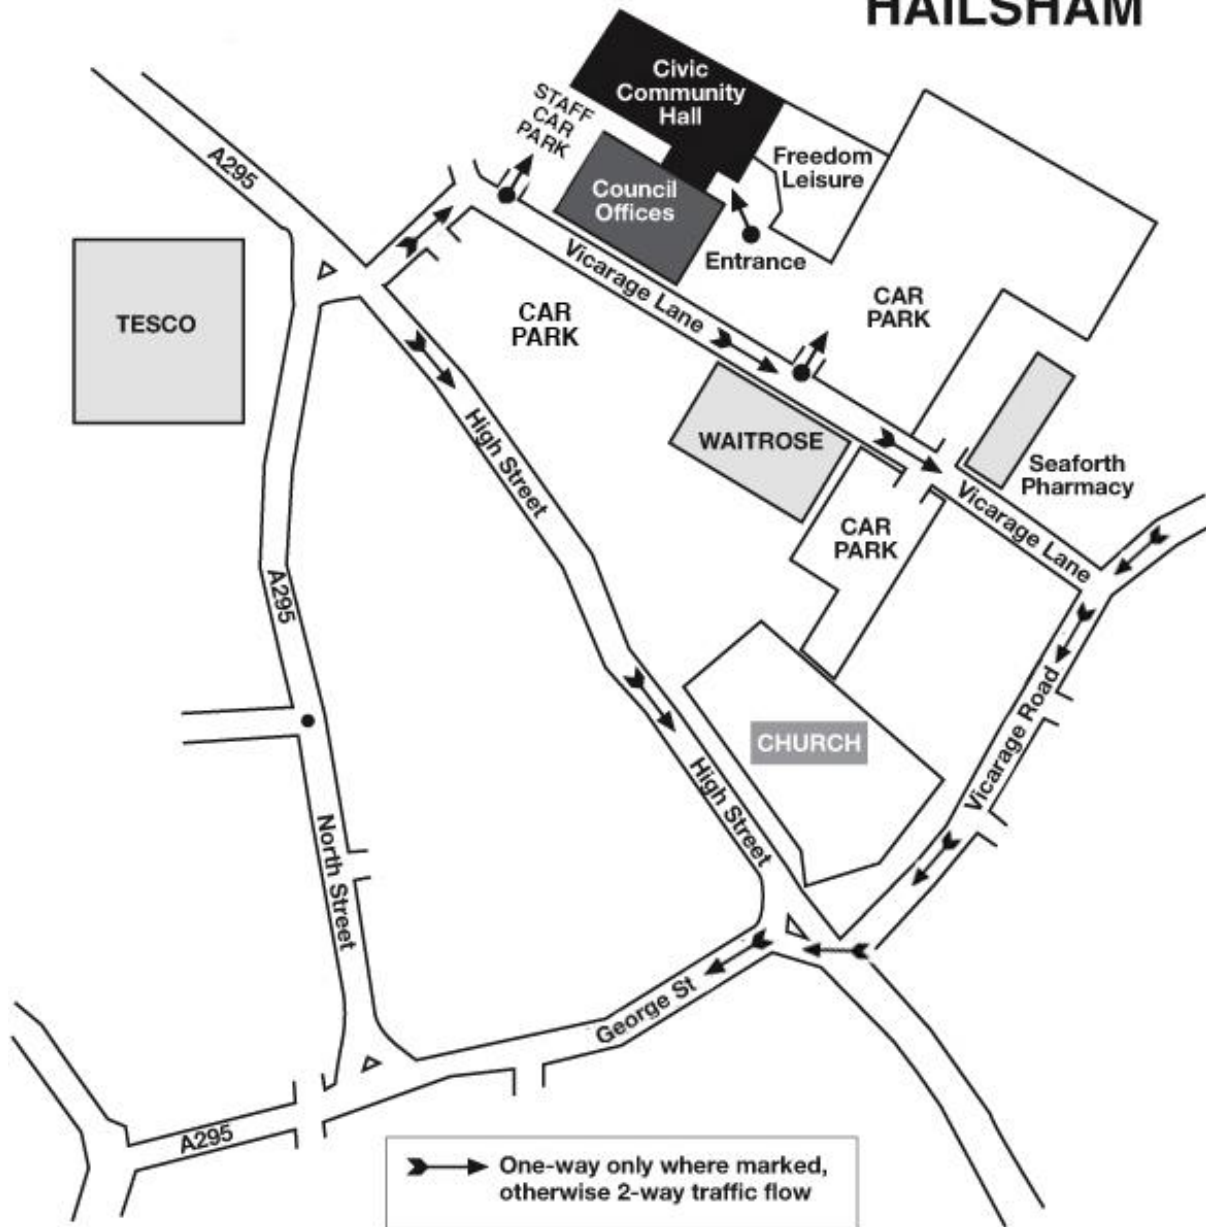 HAILSHAM
Civic
Community
Hall
STAFF
CAR
PARK
Freedom
Leisure
A295
Council
Offices
Entrance
Vicarage Lane
TESCO
CAR
PARK
CAR
PARK
High Street
WAITROSE
Seaforth
Pharmacy
Vicarage Lane
CAR
PARK
A295
Vicarage Road
CHURCH
High Street
North Street
George St
A295
One-way only where marked,
otherwise 2-way traffic flow